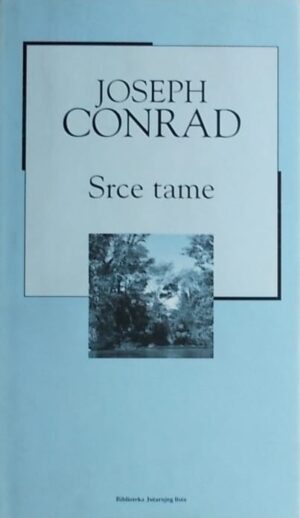 JOSEPH
CONRAD
Srce tame
Biblioteka Jutarnjeg lista